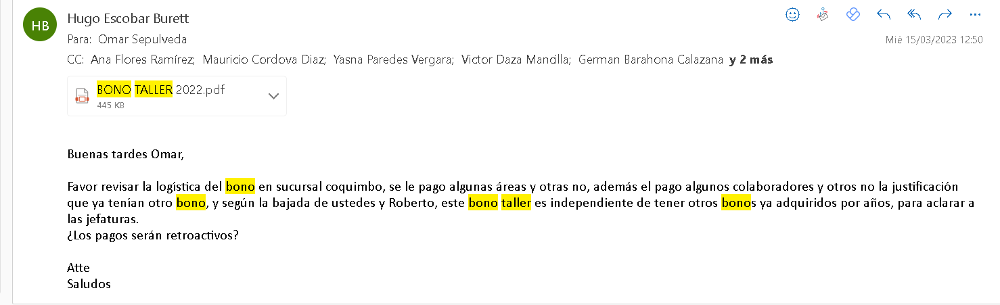 HB
Hugo Escobar Burett
Para: Omar Sepulveda
Mié 15/03/2023 12:50
CC: Ana Flores Ramírez; Mauricio Cordova Diaz; Yasna Paredes Vergara; Victor Daza Mancilla; German Barahona Calazana y 2 más
BONO TALLER 2022.pdf
445 KB
Buenas tardes Omar,
Favor revisar la logística del bono en sucursal coquimbo, se le pago algunas áreas y otras no, además el pago algunos colaboradores y otros no la justificación
que ya tenían otro bono, y según la bajada de ustedes y Roberto, este bono taller es independiente de tener otros bonos ya adquiridos por años, para aclarar a
las jefaturas.
¿Los pagos serán retroactivos?
Atte
Saludos